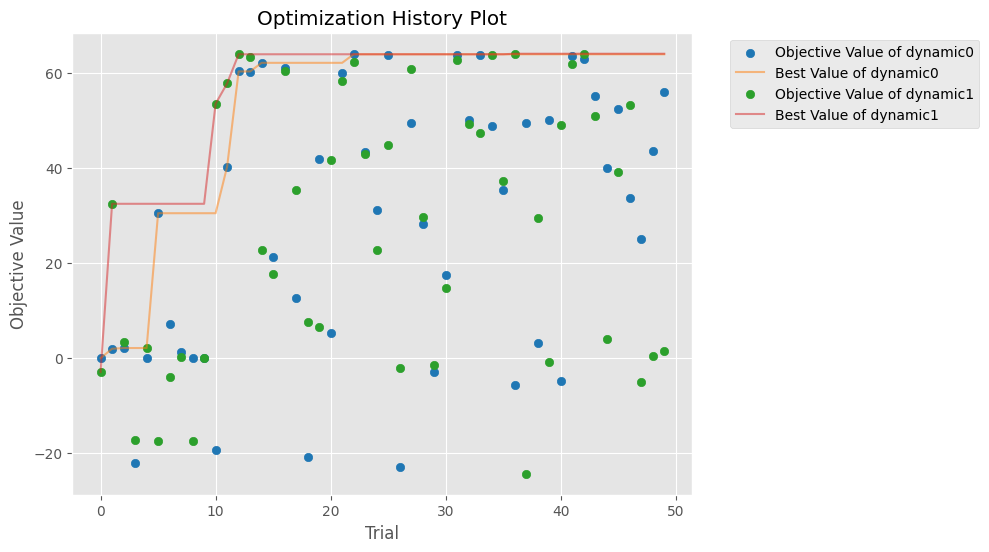 Optimization History Plot
Objective Value of dynamic0
Best Value of dynamic0
Objective Value of dynamic1
Best Value of dynamic1
Objective Value
60
40
20
0
−20
0 10 20 30 40 50
Trial